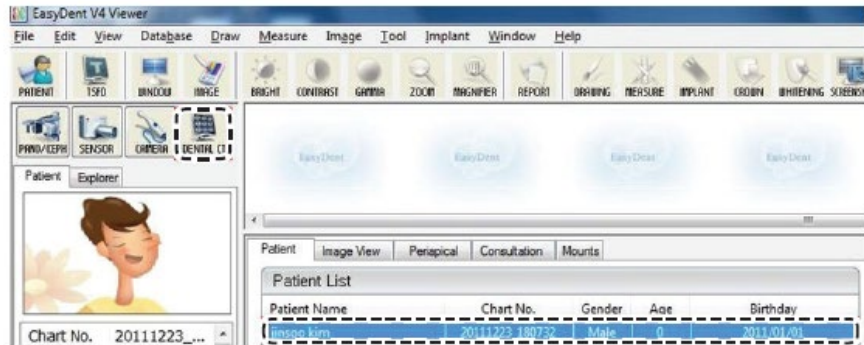 EasyDent V4 Viewer
File Edit View Database Draw Measure Image Tool Implant Window Help
PATIENT TSFD WINDOW IMAGE BRIGHT CONTRAST GAMMA ZOOM MAGNIFIER REPORT DRAWING MEASURE IMPLANT CROWN WHITENING
PANO/CEPH SENSOR CAMERA DENTAL CT
EasyDent EasyDent EasyDent EasyDent
Patient Explorer
Patient Image View Periapical Consultation Mounts
Patient List
Patient Name Chart No. Gender Age Birthday
jinsoo kim 20111223_180732 Male 0 2011/01/01
Chart No. 20111223_...